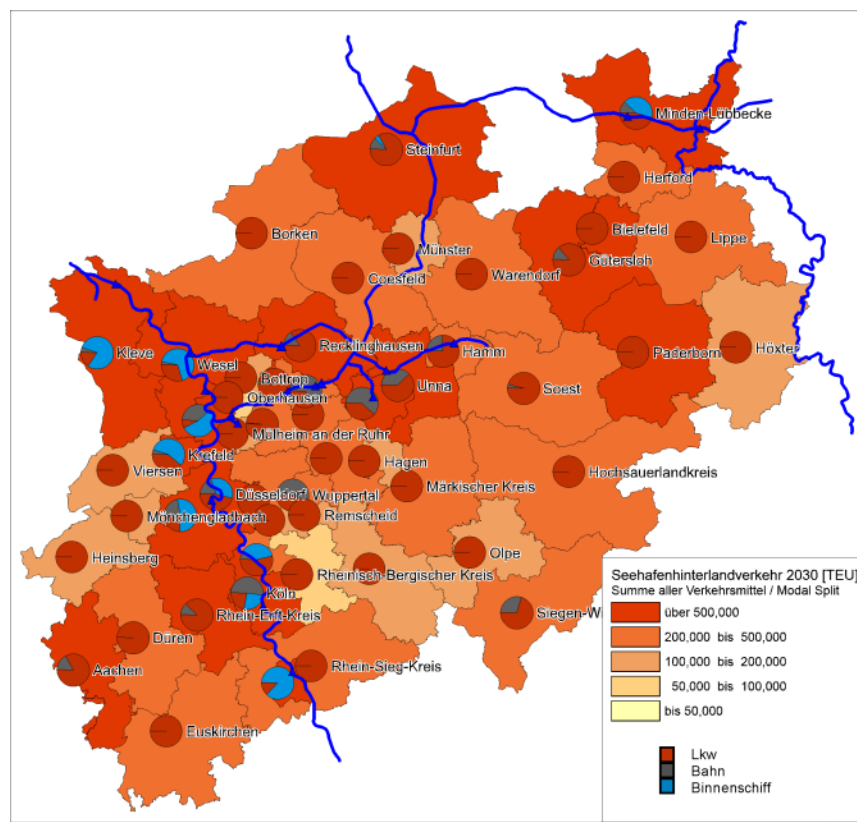 Minden-Lübbecke
Steinfurt
Herford
Borken
Münster
Bielefeld
Lippe
Gütersloh
Coesfeld
Warendorf
Kleve
Wesel
Recklinghausen
Hamm
Paderborn
Höxter
Bottrop
Oberhausen
Unna
Soest
Mülheim an der Ruhr
Krefeld
Viersen
Hagen
Hochsauerlandkreis
Märkischer Kreis
Düsseldorf
Wuppertal
Mönchengladbach
Remscheid
Heinsberg
Olpe
Rheinisch-Bergischer Kreis
Köln
Rhein-Erft-Kreis
Siegen-Wi
Düren
Aachen
Rhein-Sieg-Kreis
Euskirchen
Seehafenhinterlandverkehr 2030 [TEU]
Summe aller Verkehrsmittel / Modal Split
über 500,000
200,000 bis 500,000
100,000 bis 200,000
50,000 bis 100,000
bis 50,000
Lkw
Bahn
Binnenschiff